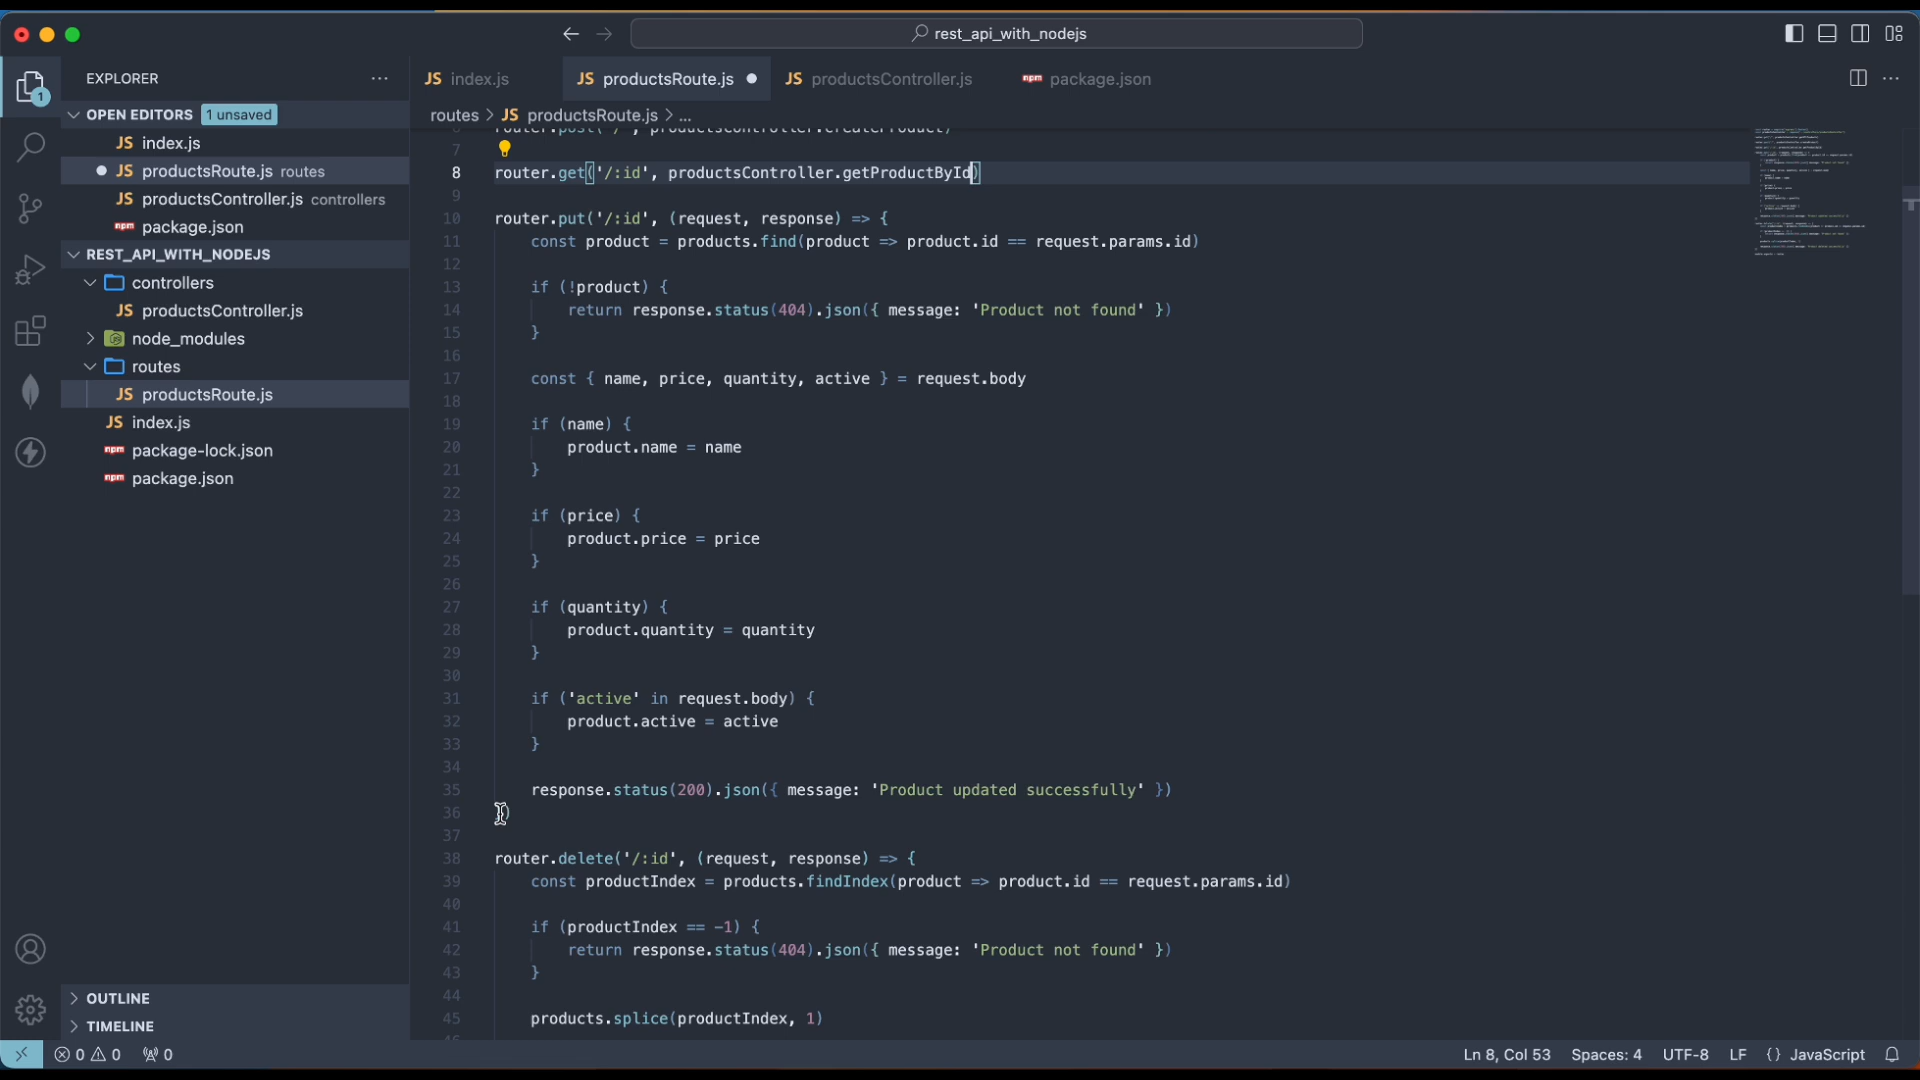 rest_api_with_nodejs
EXPLORER
OPEN EDITORS 1 unsaved
JS index.js
JS productsRoute.js routes
JS productsController.js controllers
npm package.json
REST_API_WITH_NODEJS
controllers
JS productsController.js
node_modules
routes
JS productsRoute.js
JS index.js
npm package-lock.json
npm package.json
OUTLINE
TIMELINE
JS index.js
JS productsRoute.js
JS productsController.js
npm package.json
routes > JS productsRoute.js > ...
router.post('/', productsController.createProduct)
7
8 router.get('/:id', productsController.getProductById)
9
10 router.put('/:id', (request, response) => {
11 const product = products.find(product => product.id == request.params.id)
12
13 if (!product) {
14 return response.status(404).json({ message: 'Product not found' })
15 }
16
17 const { name, price, quantity, active } = request.body
18
19 if (name) {
20 product.name = name
21 }
22
23 if (price) {
24 product.price = price
25 }
26
27 if (quantity) {
28 product.quantity = quantity
29 }
30
31 if ('active' in request.body) {
32 product.active = active
33 }
34
35 response.status(200).json({ message: 'Product updated successfully' })
36 })
37
38 router.delete('/:id', (request, response) => {
39 const productIndex = products.findIndex(product => product.id == request.params.id)
40
41 if (productIndex == -1) {
42 return response.status(404).json({ message: 'Product not found' })
43 }
44
45 products.splice(productIndex, 1)
1
0 0 0
Ln 8, Col 53 Spaces: 4 UTF-8 LF {} JavaScript